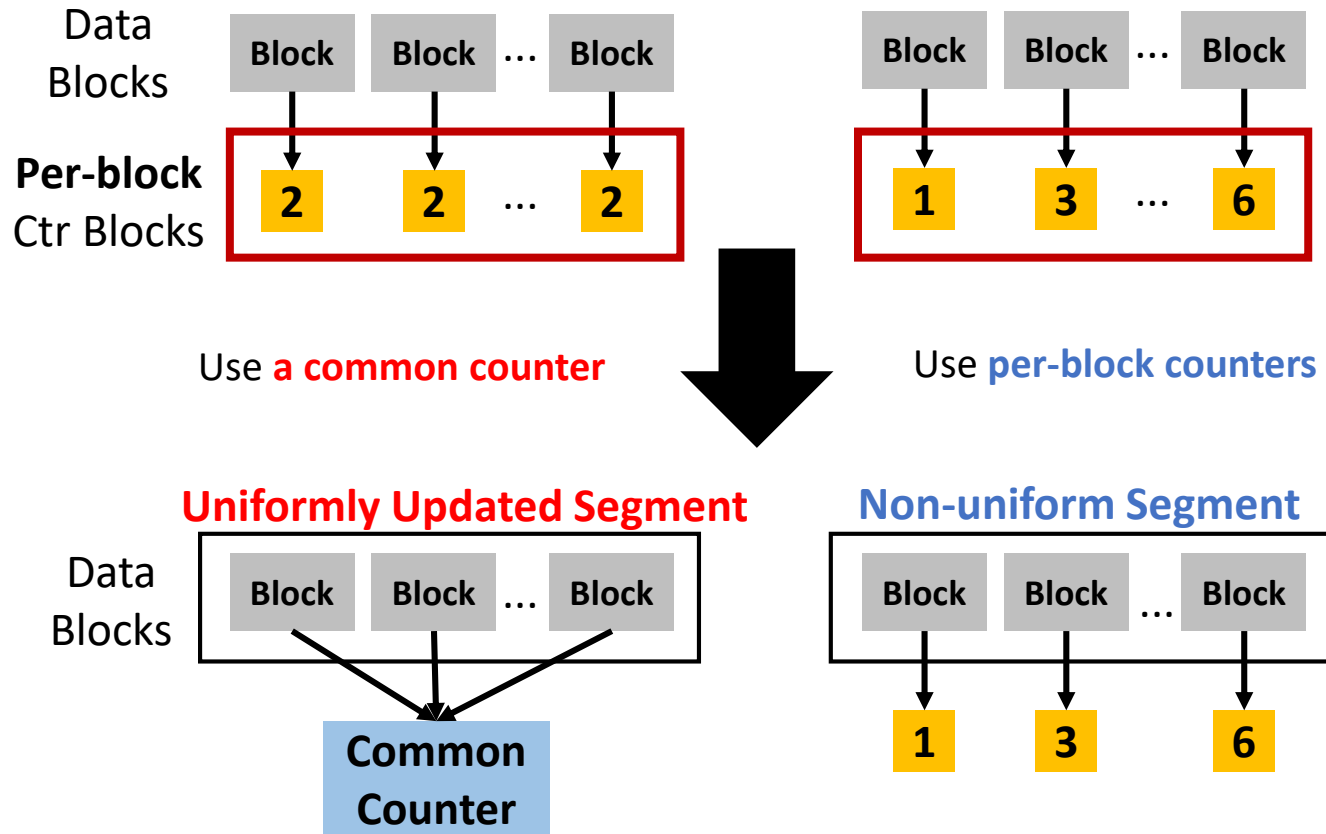 Data
Blocks
Block Block ... Block
Block Block ... Block
Per-block
Ctr Blocks
2 2 ... 2
1 3 ... 6
Use a common counter
Use per-block counters
Uniformly Updated Segment
Non-uniform Segment
Data
Blocks
Block Block ... Block
Block Block ... Block
Common
Counter
1 3 6